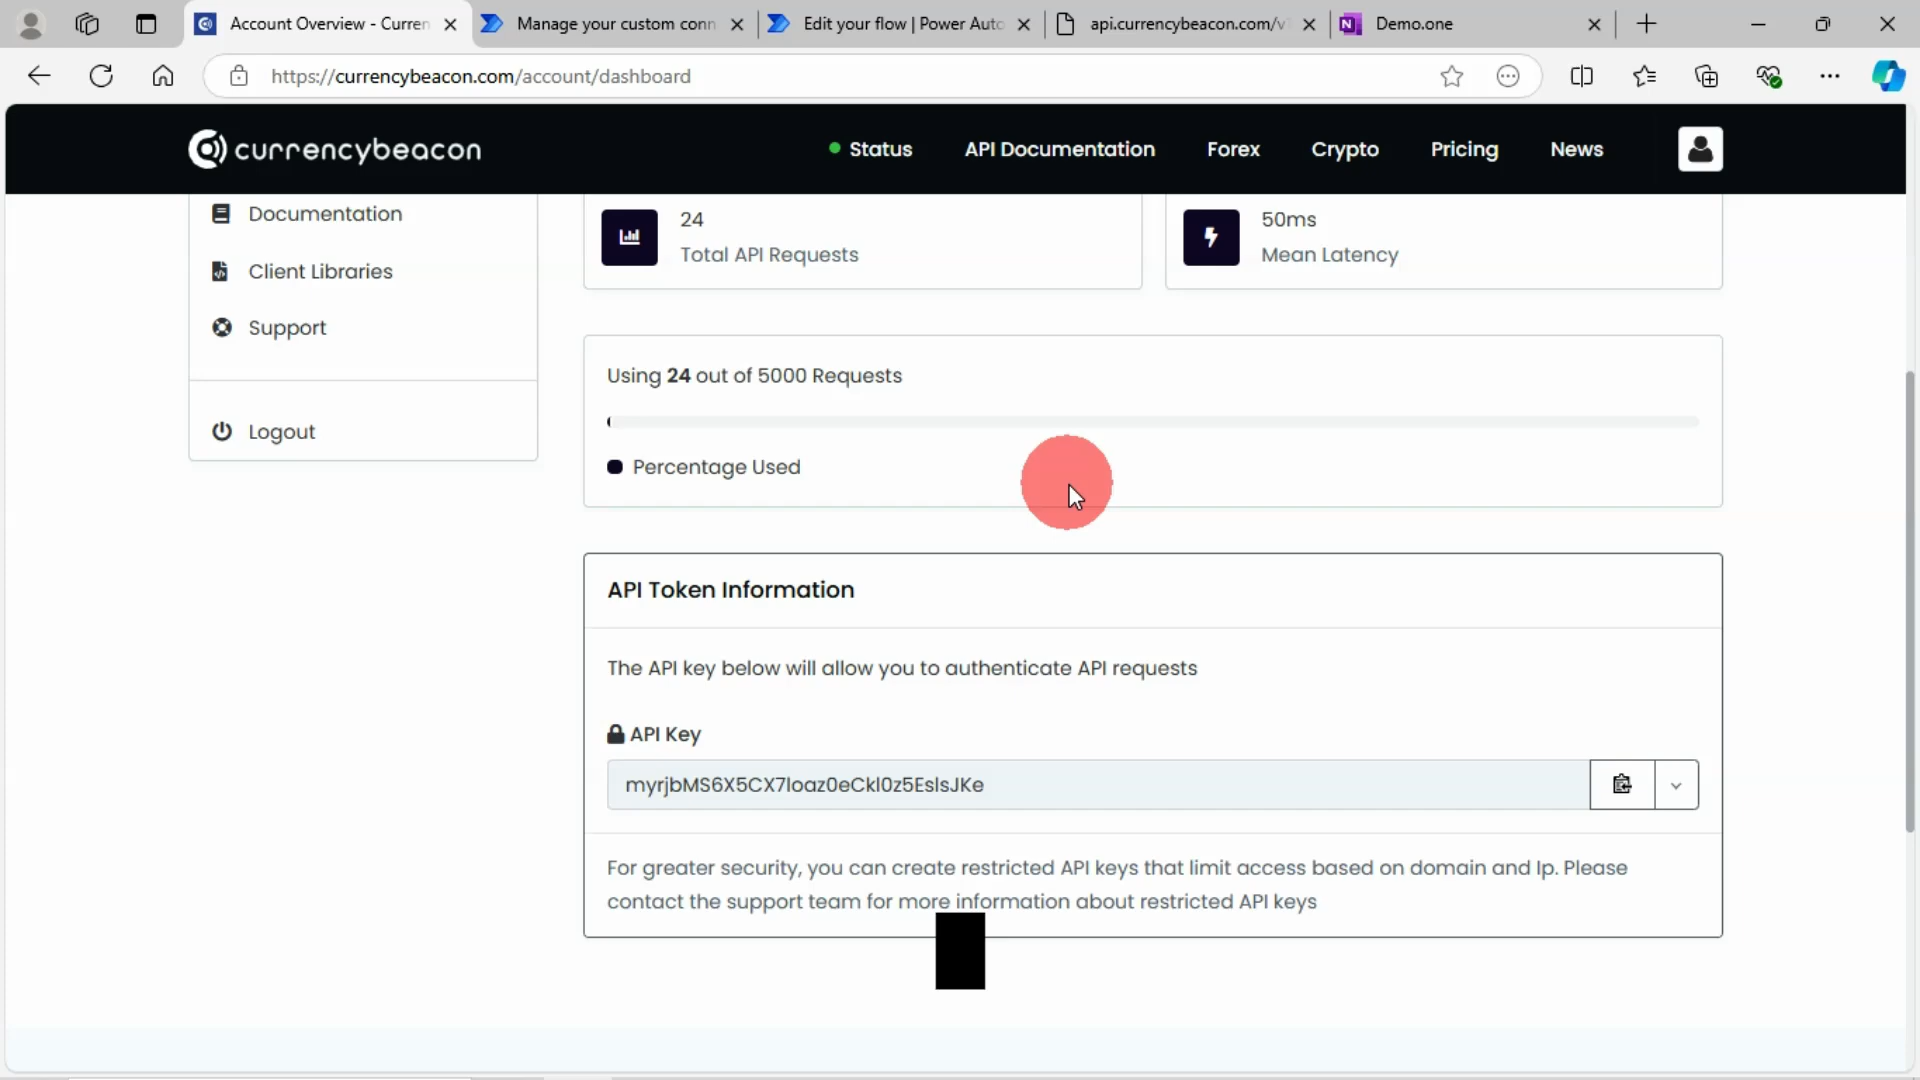 Account Overview - Curren
Manage your custom conn
Edit your flow | Power Auto
api.currencybeacon.com/v
Demo.one
https://currencybeacon.com/account/dashboard
currencybeacon
Status
API Documentation
Forex
Crypto
Pricing
News
Documentation
Client Libraries
Support
Logout
24
Total API Requests
50ms
Mean Latency
Using 24 out of 5000 Requests
Percentage Used
API Token Information
The API key below will allow you to authenticate API requests
API Key
myrjbMS6X5CX7loaz0eCkl0z5EslsJKe
For greater security, you can create restricted API keys that limit access based on domain and Ip. Please
contact the support team for more information about restricted API keys